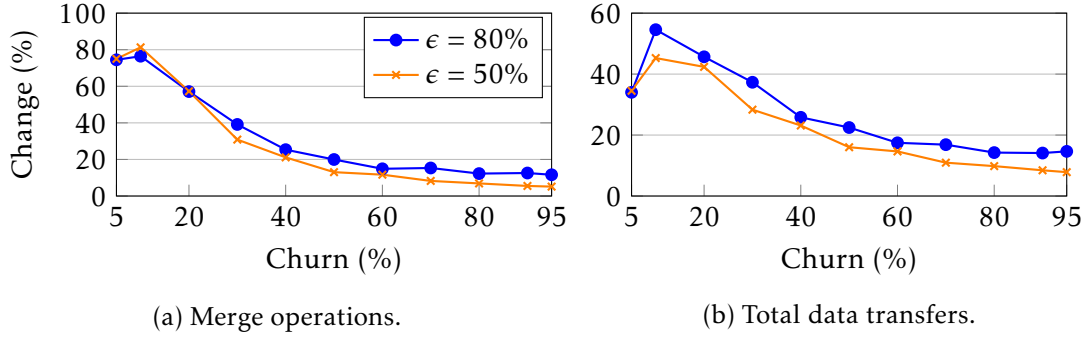 100
80
60
40
20
0
Change (%)
ϵ = 80%
ϵ = 50%
5 20 40 60 80 95
Churn (%)
(a) Merge operations.
60
40
20
0
5 20 40 60 80 95
Churn (%)
(b) Total data transfers.